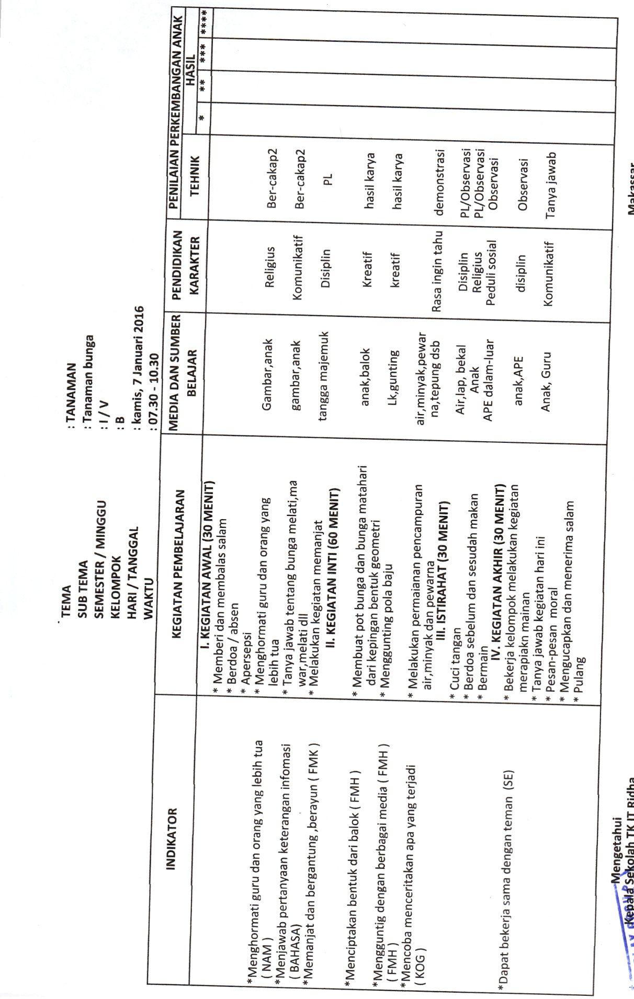 TEMA : TANAMAN
SUB TEMA : Tanaman bunga
SEMESTER / MINGGU : I / V
KELOMPOK : B
HARI / TANGGAL : kamis, 7 Januari 2016
WAKTU : 07.30 - 10.30
INDIKATOR
*Menghormati guru dan orang yang lebih tua
( NAM )
*Menjawab pertanyaan keterangan infomasi
( BAHASA)
*Memanjat dan bergantung ,berayun ( FMK )
*Menciptakan bentuk dari balok ( FMH )
*Mengguntig dengan berbagai media ( FMH )
( FMH )
*Mencoba menceritakan apa yang terjadi
( KOG )
*Dapat bekerja sama dengan teman (SE)
KEGIATAN PEMBELAJARAN
I. KEGIATAN AWAL (30 MENIT)
* Memberi dan membalas salam
* Berdoa / absen
* Apersepsi
* Menghormati guru dan orang yang
lebih tua
* Tanya jawab tentang bunga melati,ma
war,melati dll
* Melakukan kegiatan memanjat
II. KEGIATAN INTI (60 MENIT)
* Membuat pot bunga dan bunga matahari
dari kepingan bentuk geometri
* Menggunting pola baju
* Melakukan permaianan pencampuran
air,minyak dan pewarna
III. ISTIRAHAT (30 MENIT)
* Cuci tangan
* Berdoa sebelum dan sesudah makan
* Bermain
IV. KEGIATAN AKHIR (30 MENIT)
* Bekerja kelompok melakukan kegiatan
merapiakn mainan
* Tanya jawab kegiatan hari ini
* Pesan-pesan moral
* Mengucapkan dan menerima salam
* Pulang
MEDIA DAN SUMBER
BELAJAR
Gambar,anak
gambar,anak
tangga majemuk
anak,balok
Lk,gunting
air,minyak,pewar
na,tepung dsb
Air,lap, bekal
Anak
APE dalam-luar
anak,APE
Anak, Guru
PENDIDIKAN
KARAKTER
Religius
Komunikatif
Disiplin
Kreatif
kreatif
Rasa ingin tahu
Disiplin
Religius
Peduli sosial
disiplin
Komunikatif
PENILAIAN PERKEMBANGAN ANAK
TEHNIK
Ber-cakap2
Ber-cakap2
PL
hasil karya
hasil karya
demonstrasi
PL/Observasi
PL/Observasi
Observasi
Observasi
Tanya jawab
HASIL
* ** *** ****
Mengetahui
Kepala Sekolah TK IT Ridha
Makassar